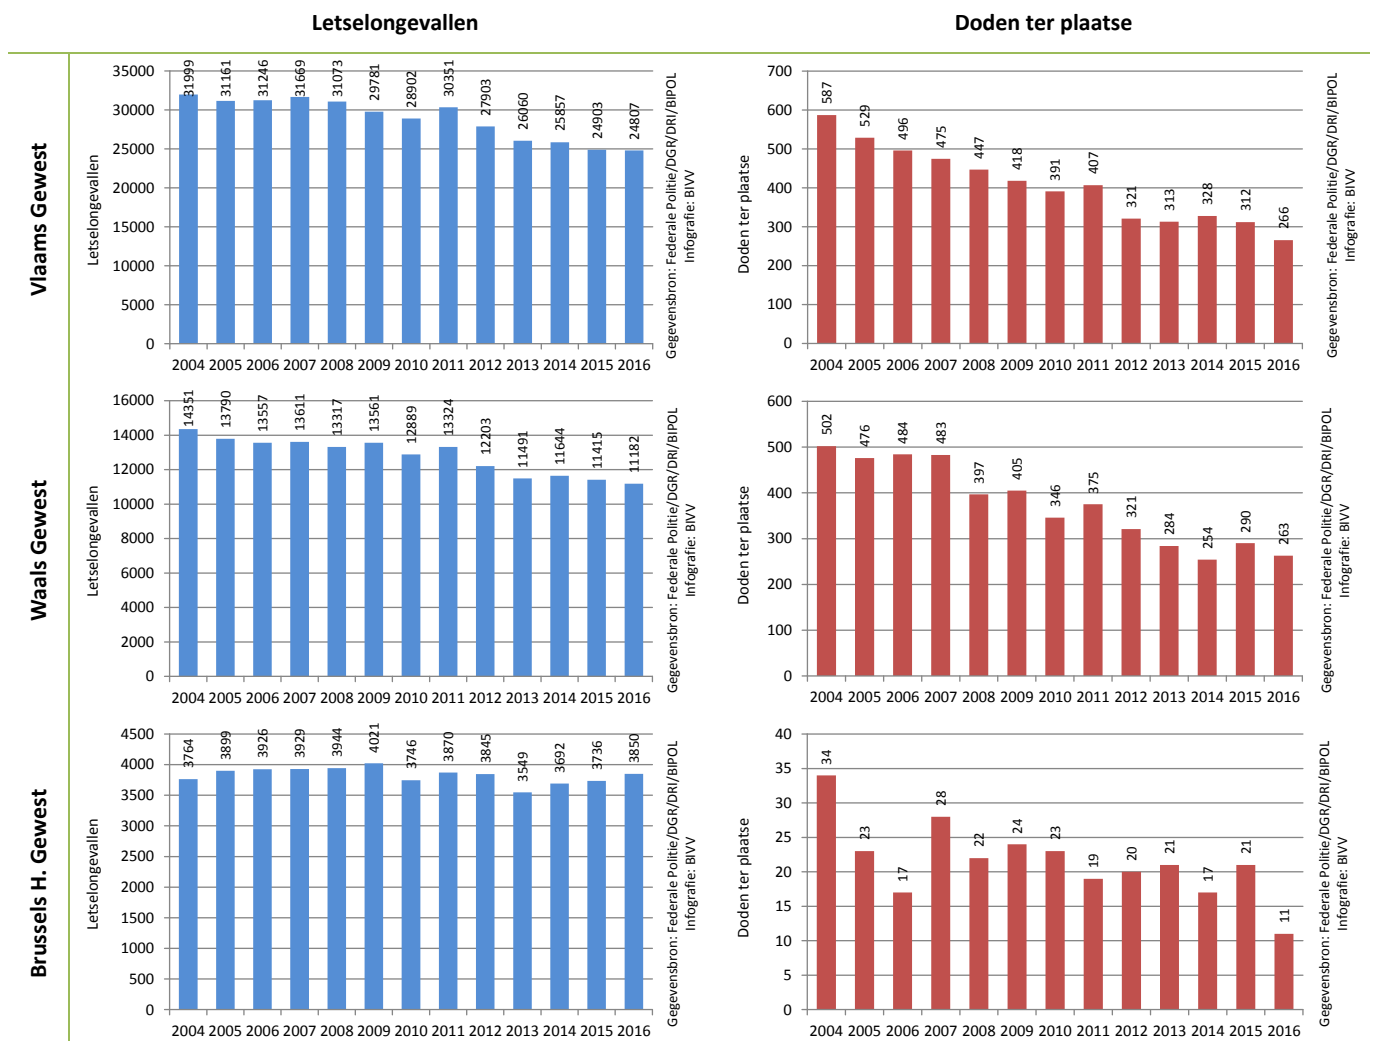 Letselongevallen
Doden ter plaatse
Vlaams Gewest
Letselongevallen
35000
30000
25000
20000
15000
10000
5000
0
31999 31161 31246 31669 31073 29781 28902 30351 27903 26060 25857 24903 24807
2004 2005 2006 2007 2008 2009 2010 2011 2012 2013 2014 2015 2016
Gegevensbron: Federale Politie/DGR/DRI/BIPOL
Infografie: BIVV
Doden ter plaatse
700
600
500
400
300
200
100
0
587 529 496 475 447 418 391 407 321 313 328 312 266
2004 2005 2006 2007 2008 2009 2010 2011 2012 2013 2014 2015 2016
Gegevensbron: Federale Politie/DGR/DRI/BIPOL
Infografie: BIVV
Waals Gewest
Letselongevallen
16000
14000
12000
10000
8000
6000
4000
2000
0
14351 13790 13557 13611 13317 13561 12889 13324 12203 11491 11644 11415 11182
2004 2005 2006 2007 2008 2009 2010 2011 2012 2013 2014 2015 2016
Gegevensbron: Federale Politie/DGR/DRI/BIPOL
Infografie: BIVV
Doden ter plaatse
600
500
400
300
200
100
0
502 476 484 483 397 405 346 375 321 284 254 290 263
2004 2005 2006 2007 2008 2009 2010 2011 2012 2013 2014 2015 2016
Gegevensbron: Federale Politie/DGR/DRI/BIPOL
Infografie: BIVV
Brussels H. Gewest
Letselongevallen
4500
4000
3500
3000
2500
2000
1500
1000
500
0
3764 3899 3926 3929 3944 4021 3746 3870 3845 3549 3692 3736 3850
2004 2005 2006 2007 2008 2009 2010 2011 2012 2013 2014 2015 2016
Gegevensbron: Federale Politie/DGR/DRI/BIPOL
Infografie: BIVV
Doden ter plaatse
40
35
30
25
20
15
10
5
0
34 23 17 28 22 24 23 19 20 21 17 21 11
2004 2005 2006 2007 2008 2009 2010 2011 2012 2013 2014 2015 2016
Gegevensbron: Federale Politie/DGR/DRI/BIPOL
Infografie: BIVV